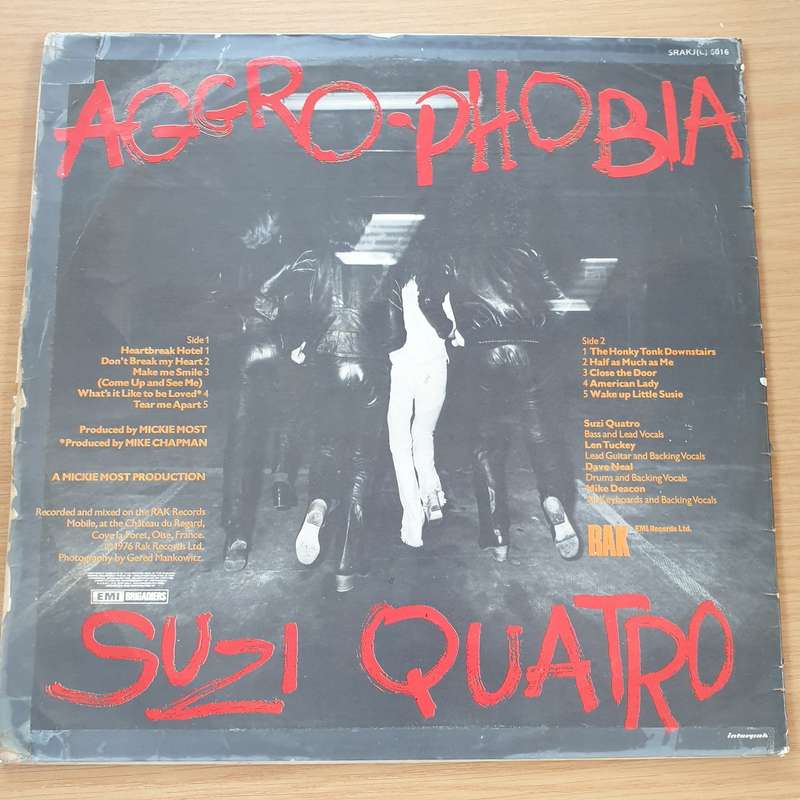 SRAKJ(L) 5016
AGGRO-PHOBIA
Side 1
Heartbreak Hotel 1
Don't Break my Heart 2
Make me Smile 3
(Come Up and See Me)
What's it Like to be Loved* 4
Tear me Apart 5
Produced by MICKIE MOST
*Produced by MIKE CHAPMAN
A MICKIE MOST PRODUCTION
Recorded and mixed on the RAK Records
Mobile, at the Château du Regard,
Coye la Foret, Oise, France.
℗1976 Rak Records Ltd.
Photography by Gered Mankowitz.
EMI BRIGADIERS
Side 2
1 The Honky Tonk Downstairs
2 Half as Much as Me
3 Close the Door
4 American Lady
5 Wake up Little Susie
Suzi Quatro
Bass and Lead Vocals
Len Tuckey
Lead Guitar and Backing Vocals
Dave Neal
Drums and Backing Vocals
Mike Deacon
All Keyboards and Backing Vocals
RAK EMI Records Ltd.
SUZI QUATRO
interpak